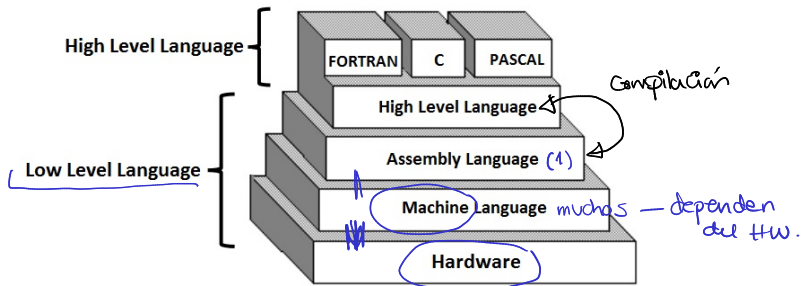 High Level Language
FORTRAN C PASCAL
Compilación
High Level Language
Low Level Language
Assembly Language (1)
Machine Language muchos — dependen
del HW.
Hardware